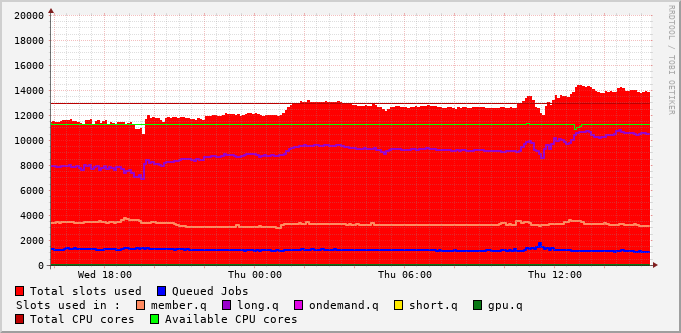 20000
18000
16000
14000
12000
10000
8000
6000
4000
2000
0
Wed 18:00 Thu 00:00 Thu 06:00 Thu 12:00
Total slots used Queued Jobs
Slots used in : member.q long.q ondemand.q short.q gpu.q
Total CPU cores Available CPU cores
RRDTOOL / TOBI OETIKER